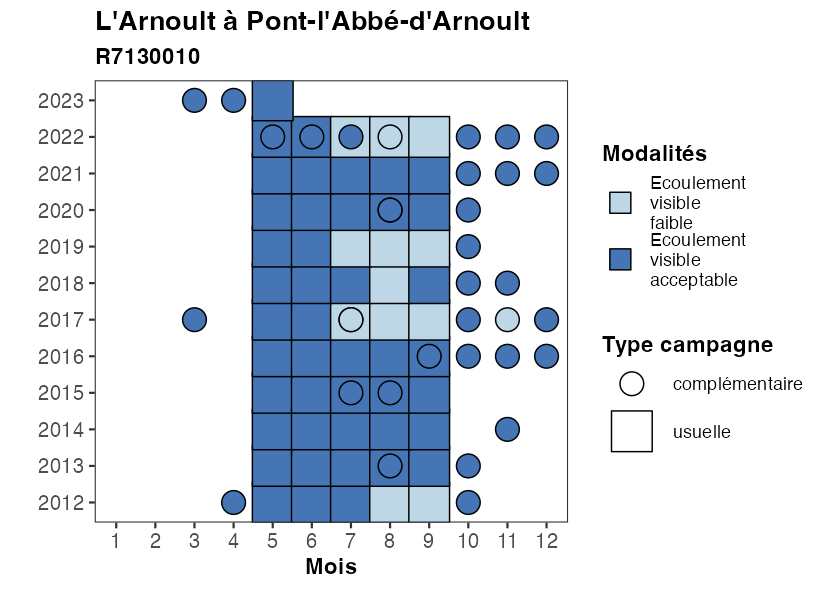 L'Arnoult à Pont-l'Abbé-d'Arnoult
R7130010
2023
2022
2021
2020
2019
2018
2017
2016
2015
2014
2013
2012
1 2 3 4 5 6 7 8 9 10 11 12
Mois
Modalités
Ecoulement
visible
faible
Ecoulement
visible
acceptable
Type campagne
complémentaire
usuelle